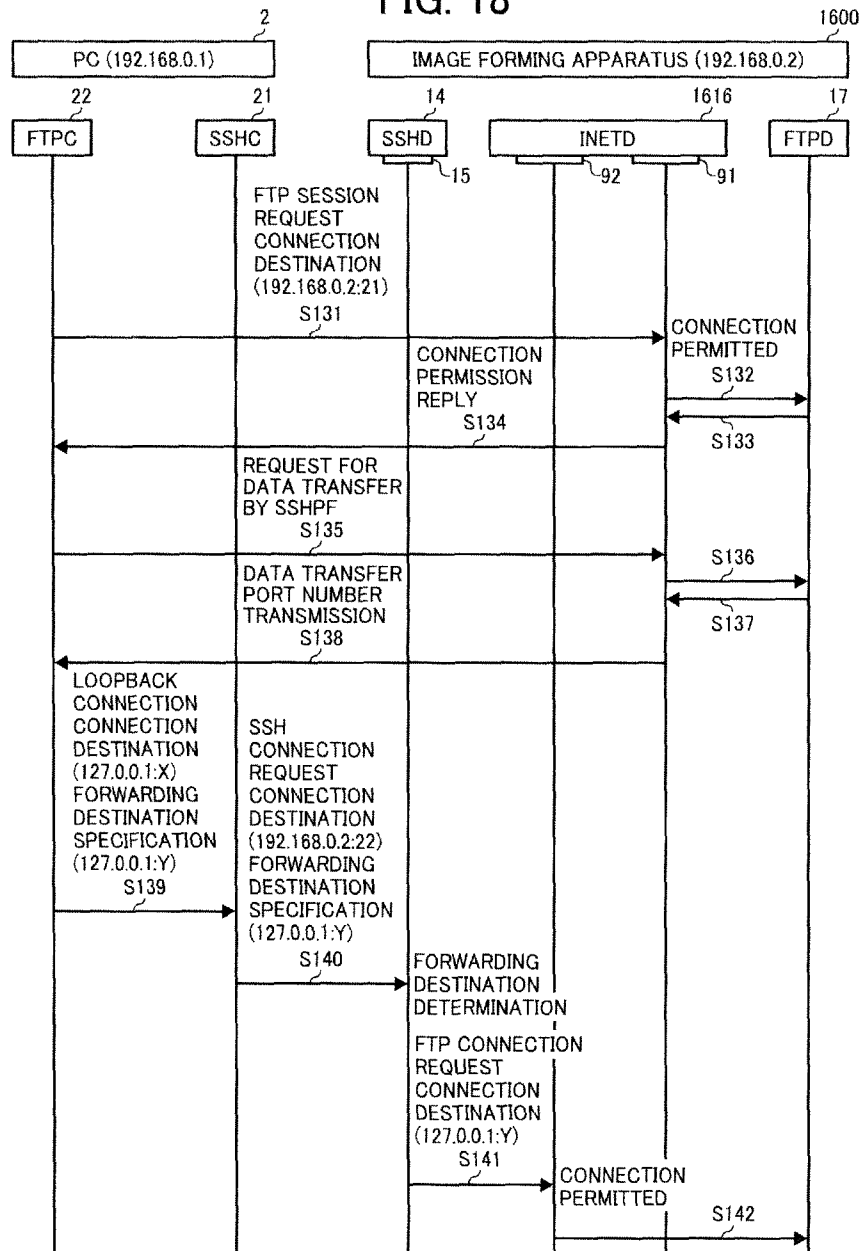 FIG. 18
2
1600
PC (192.168.0.1)
IMAGE FORMING APPARATUS (192.168.0.2)
22
21
14
1616
17
FTPC
SSHC
SSHD
INETD
FTPD
15
92
91
FTP SESSION
REQUEST
CONNECTION
DESTINATION
(192.168.0.2:21)
S131
CONNECTION
PERMITTED
S132
CONNECTION
PERMISSION
REPLY
S134
S133
REQUEST FOR
DATA TRANSFER
BY SSHPF
S135
S136
DATA TRANSFER
PORT NUMBER
TRANSMISSION
S138
S137
LOOPBACK
CONNECTION
CONNECTION
DESTINATION
(127.0.0.1:X)
FORWARDING
DESTINATION
SPECIFICATION
(127.0.0.1:Y)
S139
SSH
CONNECTION
REQUEST
CONNECTION
DESTINATION
(192.168.0.2:22)
FORWARDING
DESTINATION
SPECIFICATION
(127.0.0.1:Y)
S140
FORWARDING
DESTINATION
DETERMINATION
FTP CONNECTION
REQUEST
CONNECTION
DESTINATION
(127.0.0.1:Y)
S141
CONNECTION
PERMITTED
S142